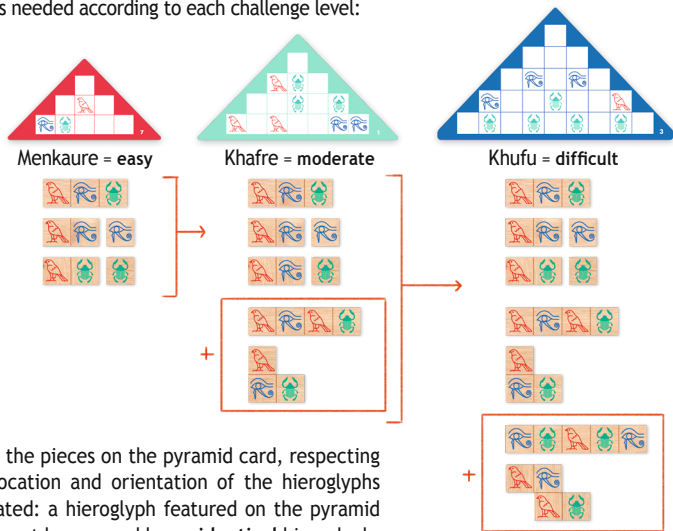 s needed according to each challenge level:
7
1
3
Menkaure = easy
Khafre = moderate
Khufu = difficult
+
+
the pieces on the pyramid card, respecting
ocation and orientation of the hieroglyphs
ated: a hieroglyph featured on the pyramid